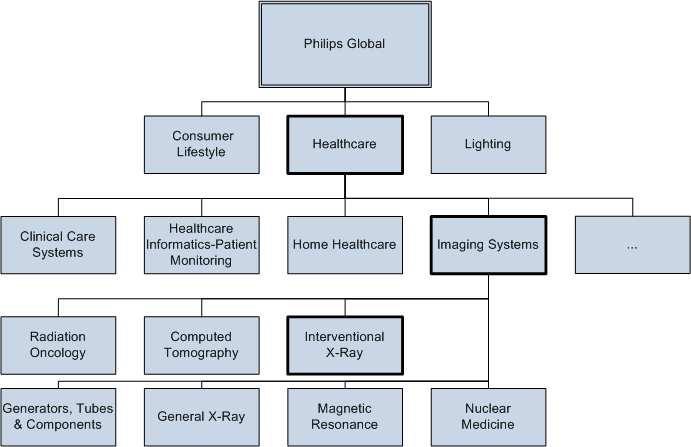 Philips Global
Consumer
Lifestyle
Healthcare
Lighting
Clinical Care
Systems
Healthcare
Informatics-Patient
Monitoring
Home Healthcare
Imaging Systems
...
Radiation
Oncology
Computed
Tomography
Interventional
X-Ray
Generators, Tubes
& Components
General X-Ray
Magnetic
Resonance
Nuclear
Medicine